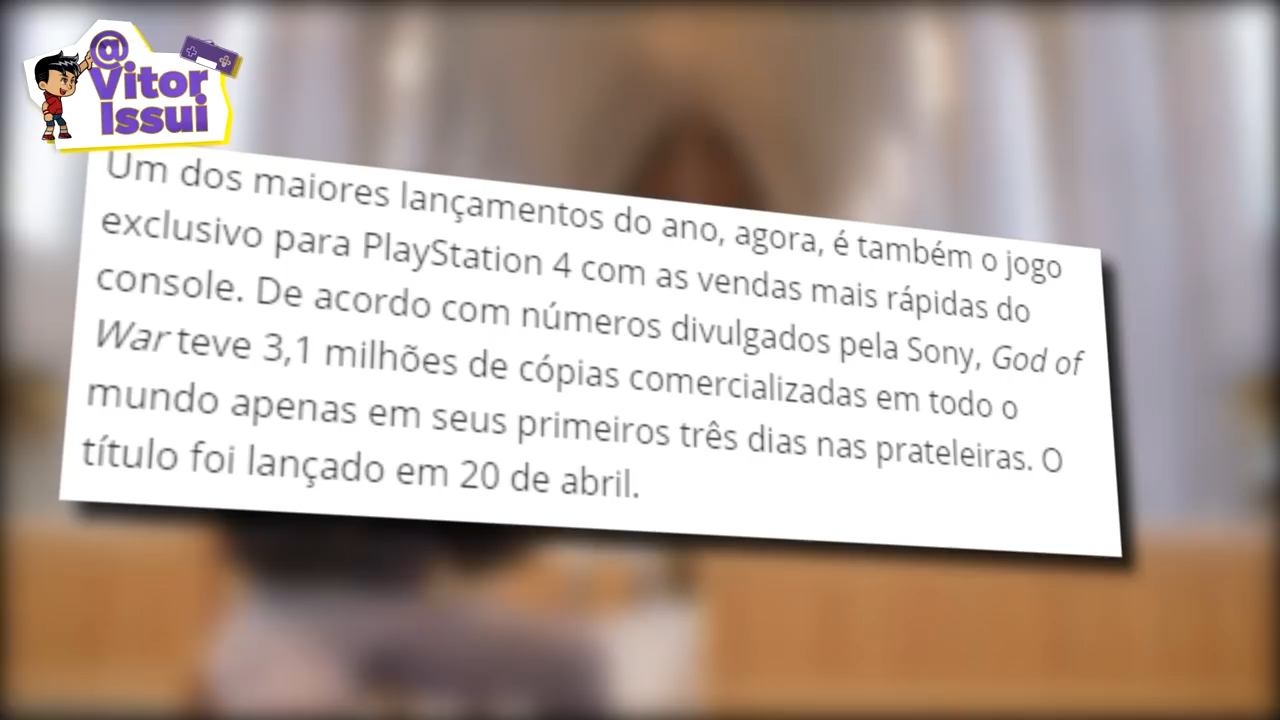 @
Vitor
Issui
Um dos maiores lançamentos do ano, agora, é também o jogo
exclusivo para PlayStation 4 com as vendas mais rápidas do
console. De acordo com números divulgados pela Sony, God of
War teve 3,1 milhões de cópias comercializadas em todo o
mundo apenas em seus primeiros três dias nas prateleiras. O
título foi lançado em 20 de abril.